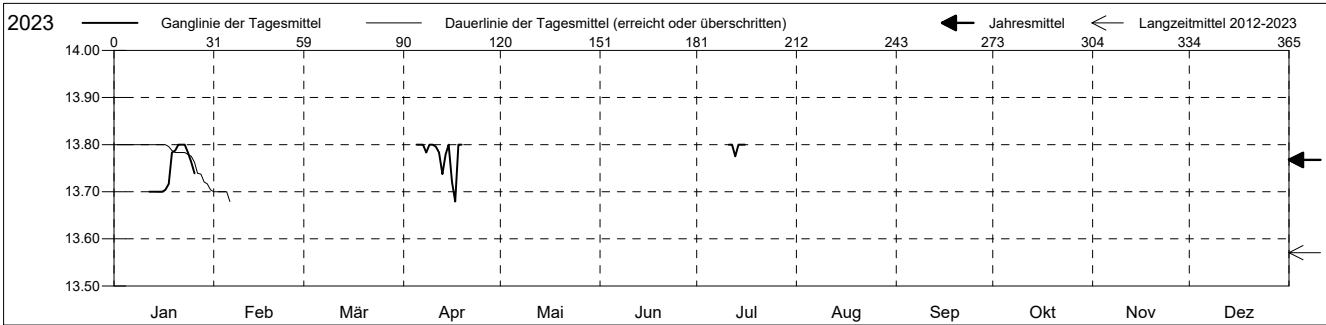 2023 Ganglinie der Tagesmittel Dauerlinie der Tagesmittel (erreicht oder überschritten) Jahresmittel Langzeitmittel 2012-2023
0 31 59 90 120 151 181 212 243 273 304 334 365
14.00
13.90
13.80
13.70
13.60
13.50
Jan Feb Mär Apr Mai Jun Jul Aug Sep Okt Nov Dez